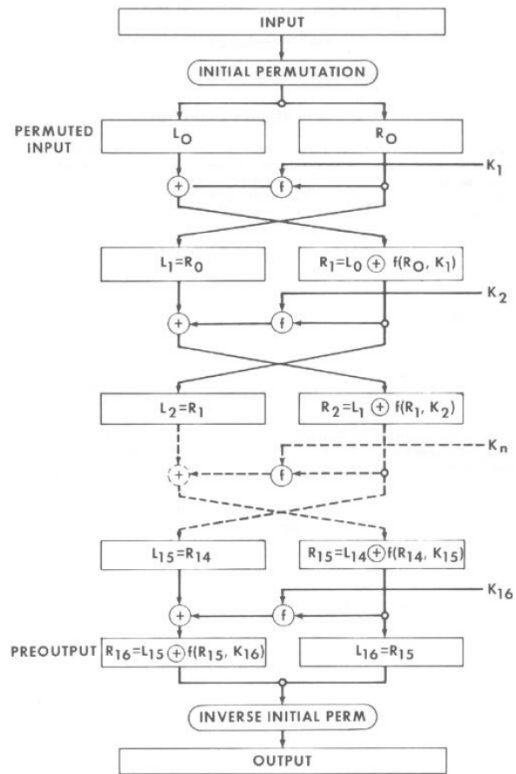 INPUT
INITIAL PERMUTATION
PERMUTED
INPUT
L₀
R₀
K₁
+
f
L₁=R₀
R₁=L₀ ⊕ f(R₀, K₁)
K₂
+
f
L₂=R₁
R₂=L₁ ⊕ f(R₁, K₂)
Kₙ
+
f
L₁₅=R₁₄
R₁₅=L₁₄⊕f(R₁₄, K₁₅)
K₁₆
+
f
PREOUTPUT
R₁₆=L₁₅⊕f(R₁₅, K₁₆)
L₁₆=R₁₅
INVERSE INITIAL PERM
OUTPUT